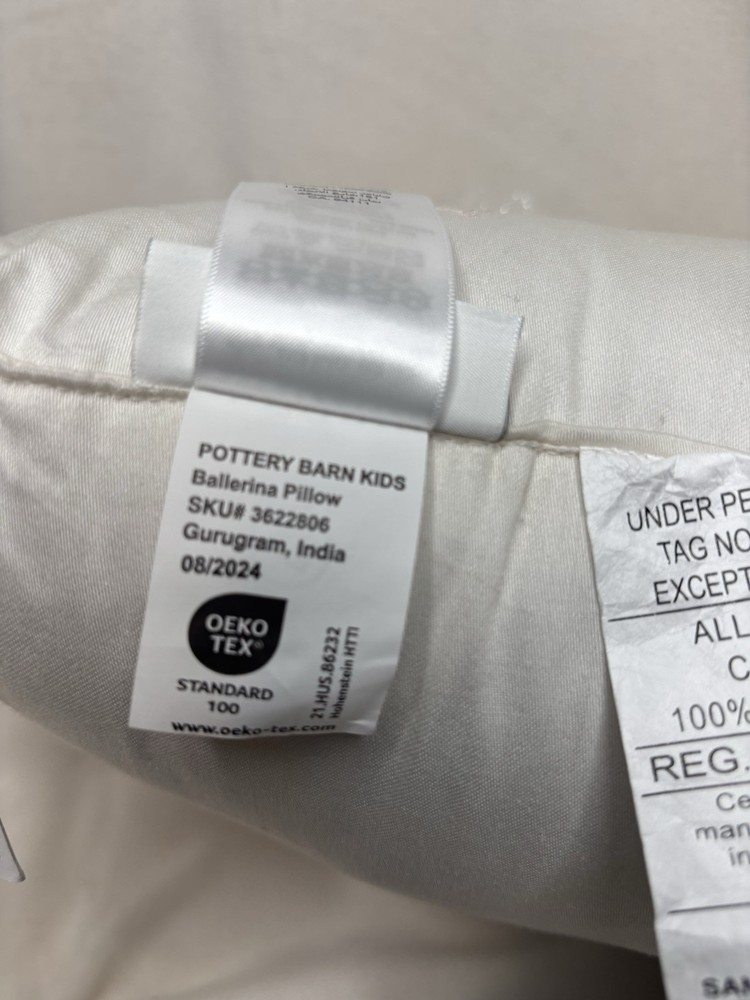 POTTERY BARN KIDS
Ballerina Pillow
SKU# 3622806
Gurugram, India
08/2024
OEKO
TEX®
STANDARD
100
21.HUS.86232
Hohenstein HTTI
www.oeko-tex.com
UNDER PE
TAG NO
EXCEPT
ALL
C
100%
REG.
Ce
man
in
SAN